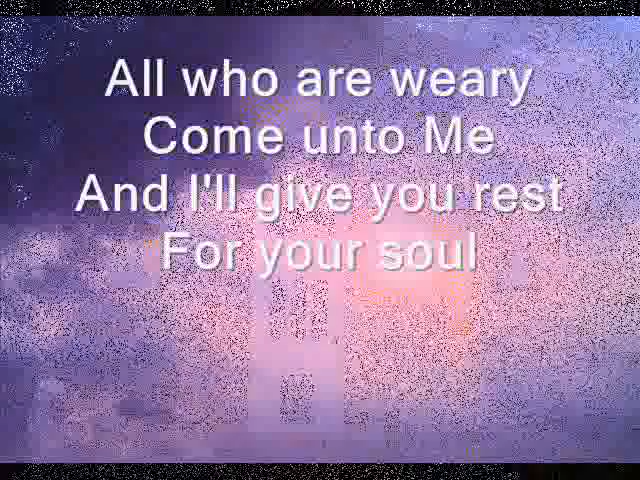 All who are weary
Come unto Me
And I'll give you rest
For your soul